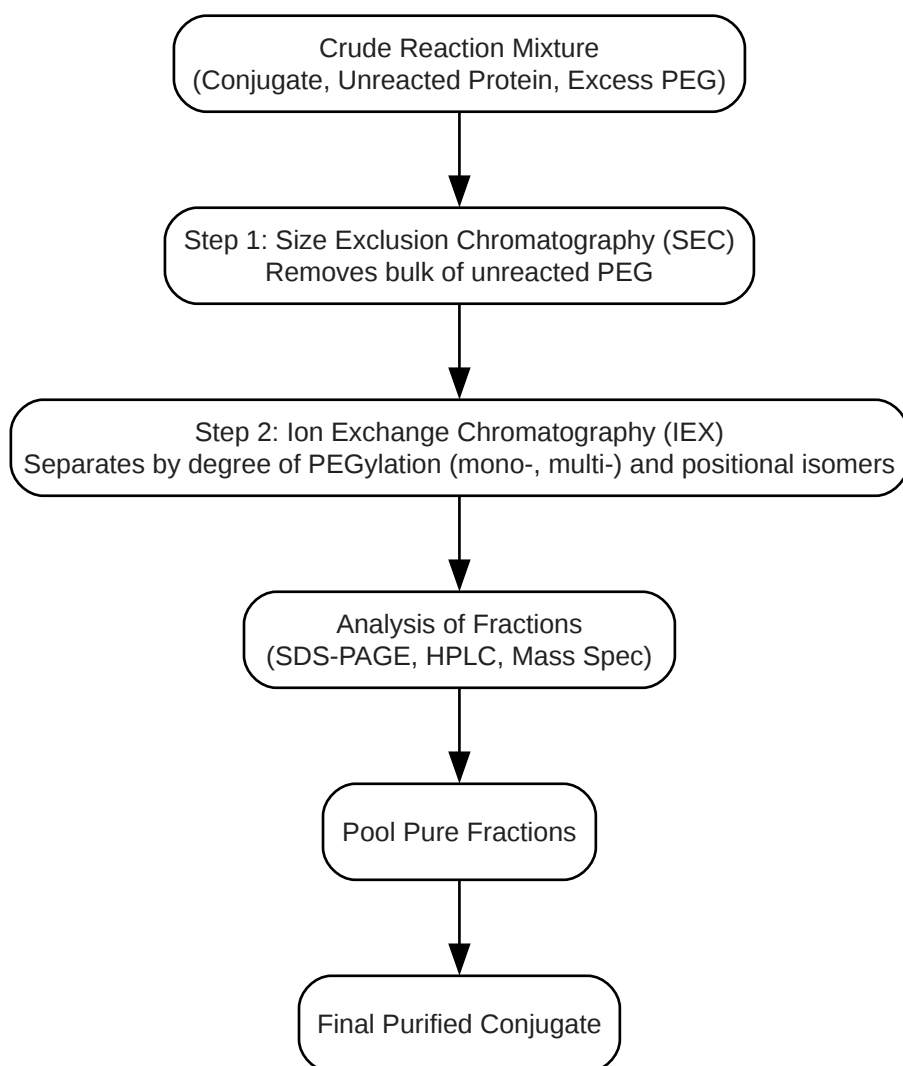 Crude Reaction Mixture
(Conjugate, Unreacted Protein, Excess PEG)
Step 1: Size Exclusion Chromatography (SEC)
Removes bulk of unreacted PEG
Step 2: Ion Exchange Chromatography (IEX)
Separates by degree of PEGylation (mono-, multi-) and positional isomers
Analysis of Fractions
(SDS-PAGE, HPLC, Mass Spec)
Pool Pure Fractions
Final Purified Conjugate